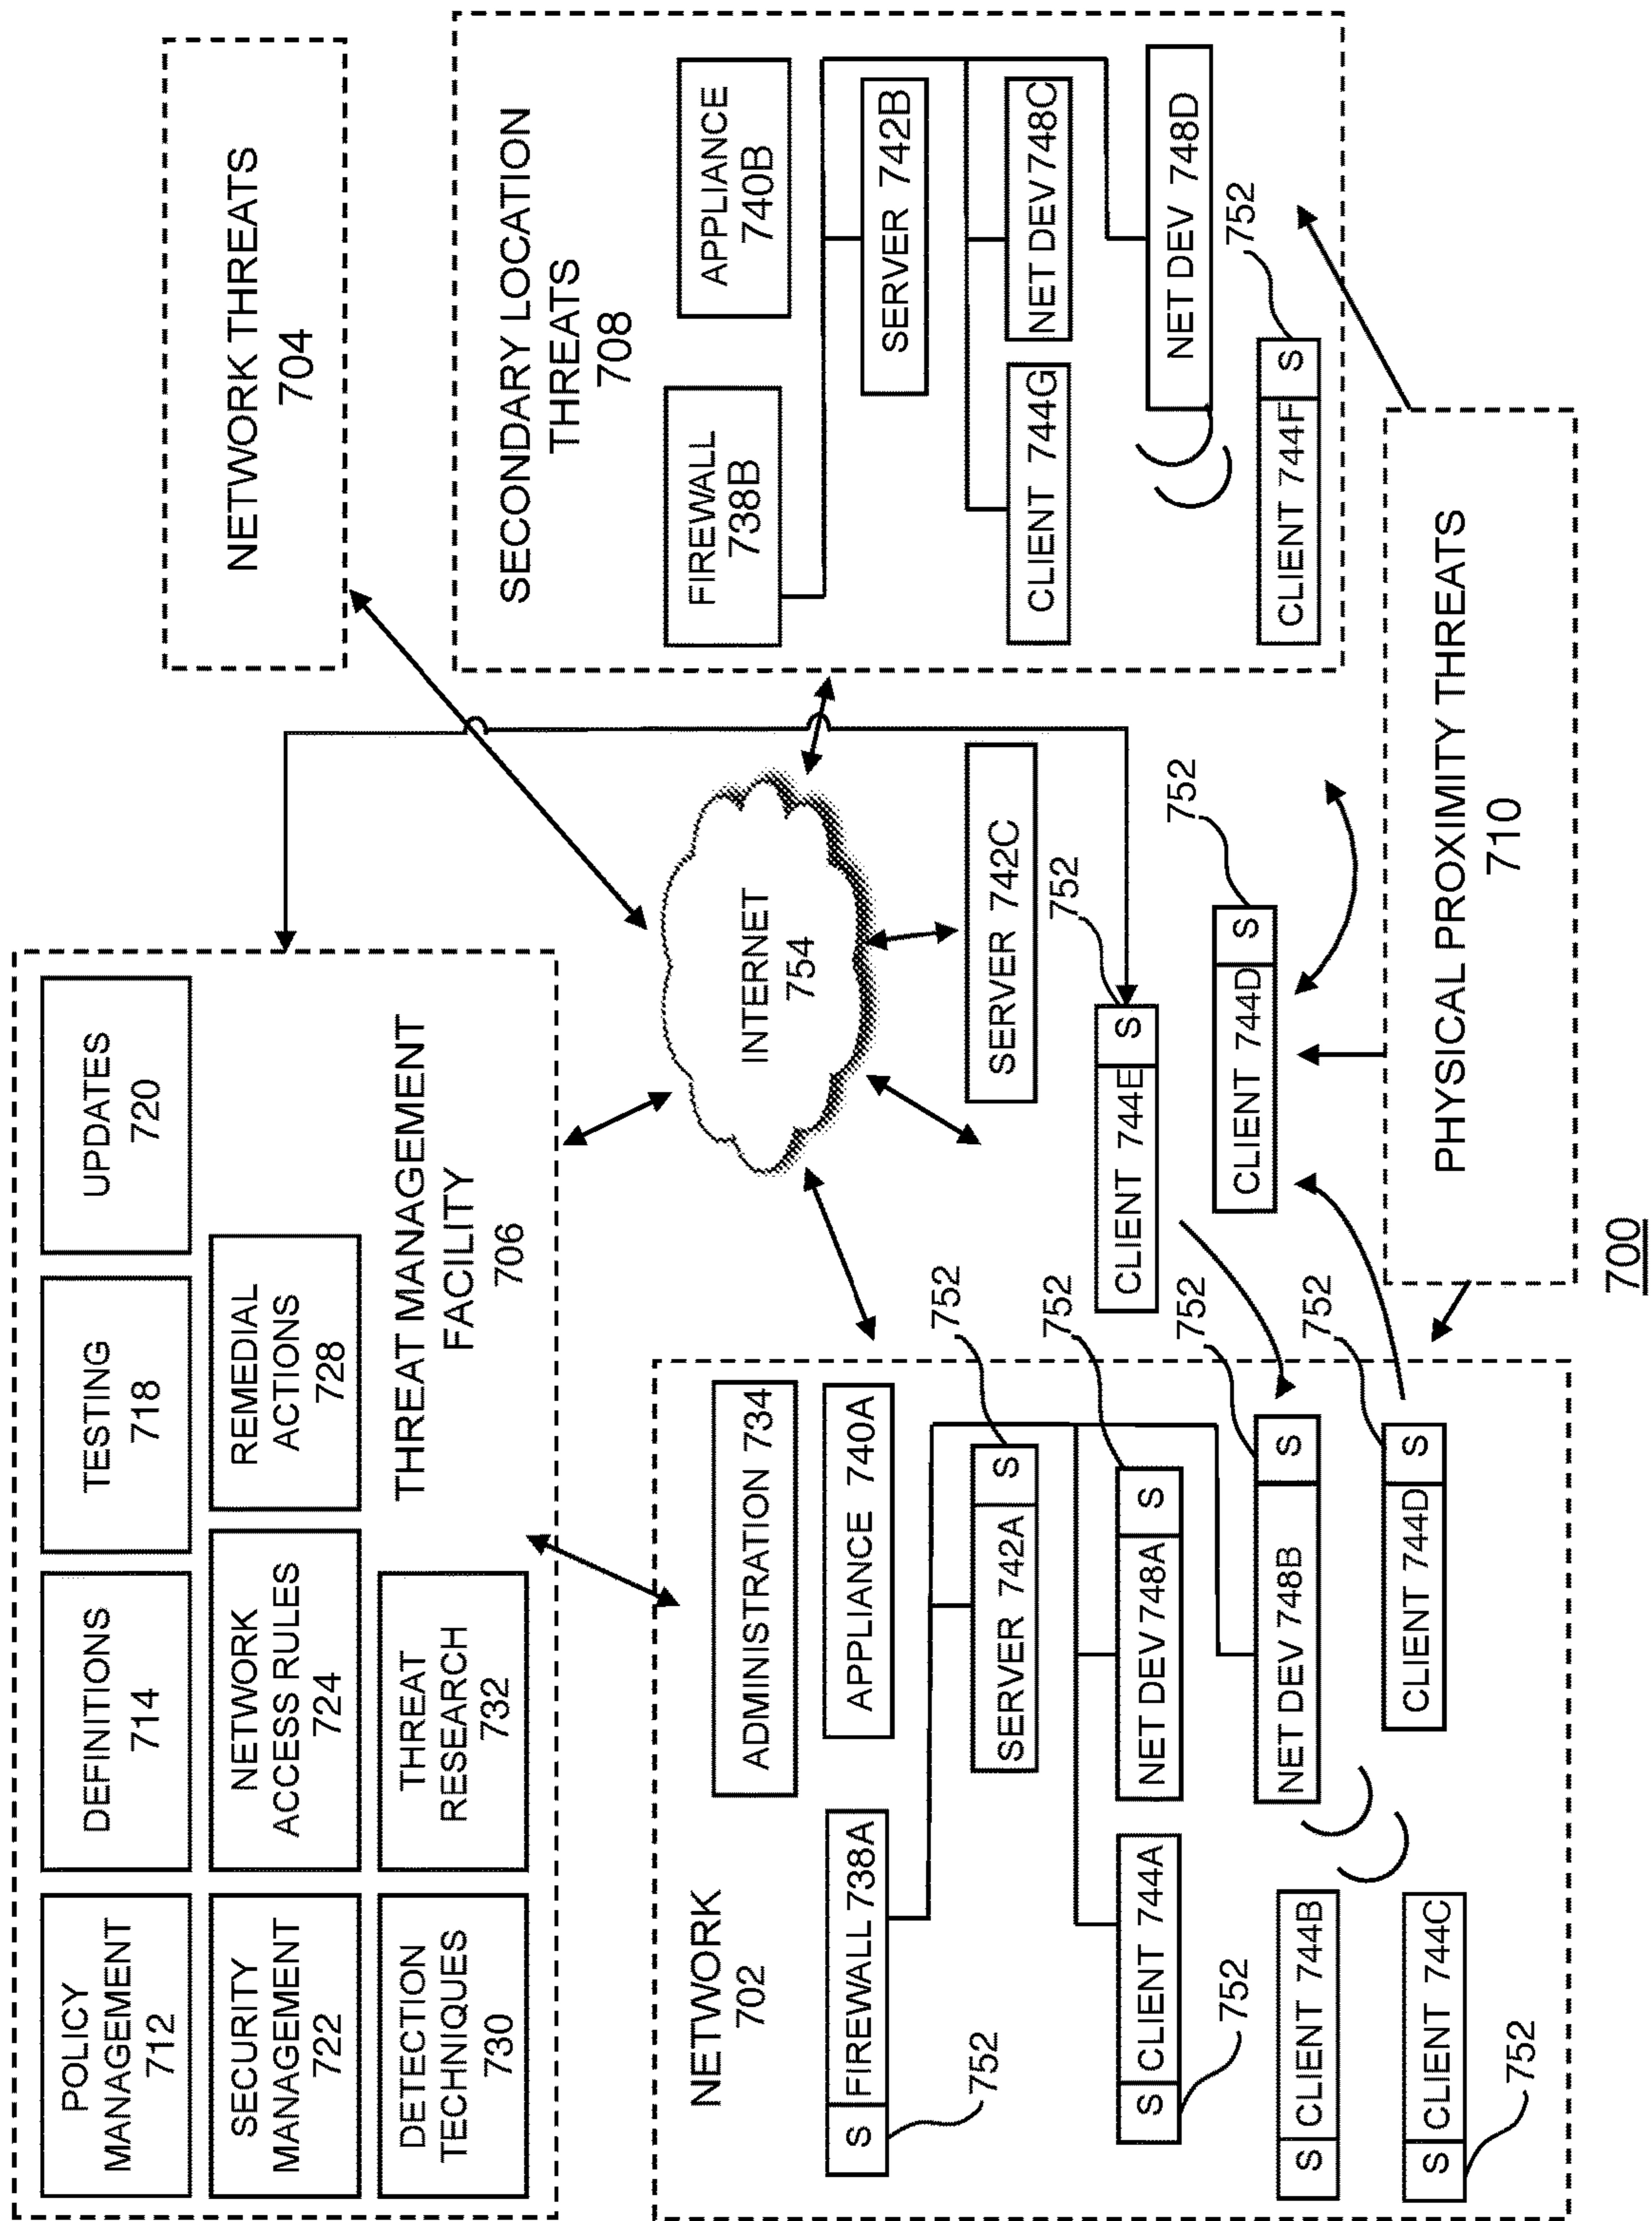 POLICY
MANAGEMENT
712
DEFINITIONS
714
TESTING
718
UPDATES
720
SECURITY
MANAGEMENT
722
NETWORK
ACCESS RULES
724
REMEDIAL
ACTIONS
728
DETECTION
TECHNIQUES
730
THREAT
RESEARCH
732
THREAT MANAGEMENT
FACILITY
706
NETWORK THREATS
704
SECONDARY LOCATION
THREATS
708
FIREWALL
738B
APPLIANCE
740B
SERVER 742B
CLIENT 744G
NET DEV 748C
NET DEV 748D
752
CLIENT 744F S
INTERNET
754
SERVER 742C
752
CLIENT 744E S
752
CLIENT 744D S
NETWORK
702
ADMINISTRATION 734
APPLIANCE 740A
S FIREWALL 738A
752
752
SERVER 742A S
752
S CLIENT 744A
752
NET DEV 748A S
752
NET DEV 748B S
S CLIENT 744B
752
CLIENT 744D S
S CLIENT 744C
752
PHYSICAL PROXIMITY THREATS
710
700